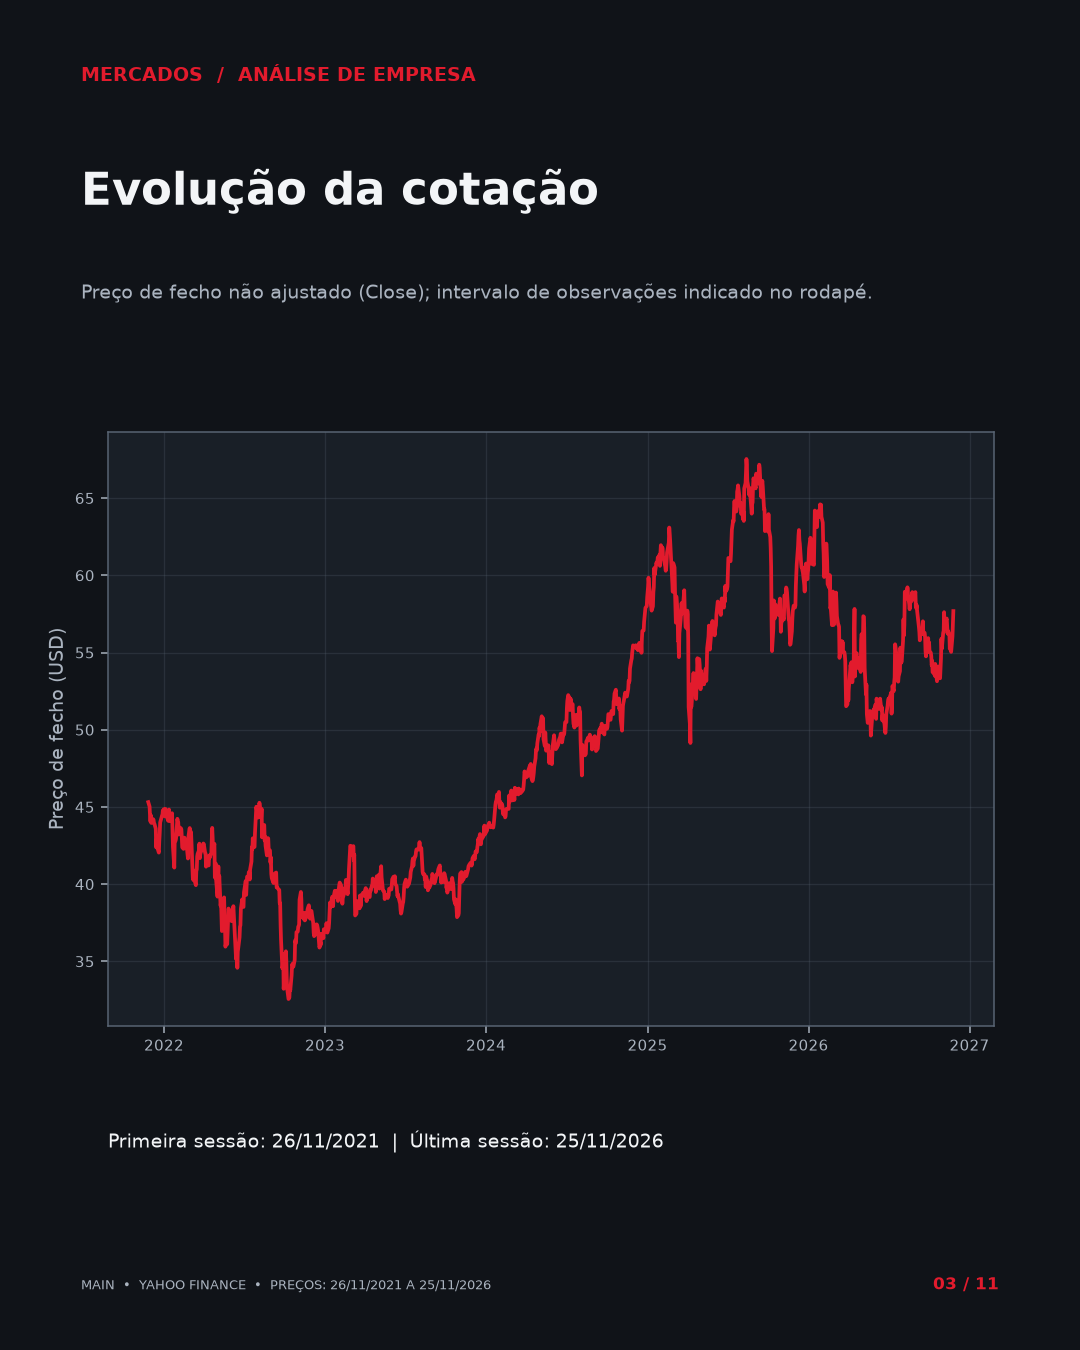 MERCADOS / ANÁLISE DE EMPRESA
Evolução da cotação
Preço de fecho não ajustado (Close); intervalo de observações indicado no rodapé.
Preço de fecho (USD)
65
60
55
50
45
40
35
2022 2023 2024 2025 2026 2027
Primeira sessão: 26/11/2021 | Última sessão: 25/11/2026
MAIN • YAHOO FINANCE • PREÇOS: 26/11/2021 A 25/11/2026
03 / 11